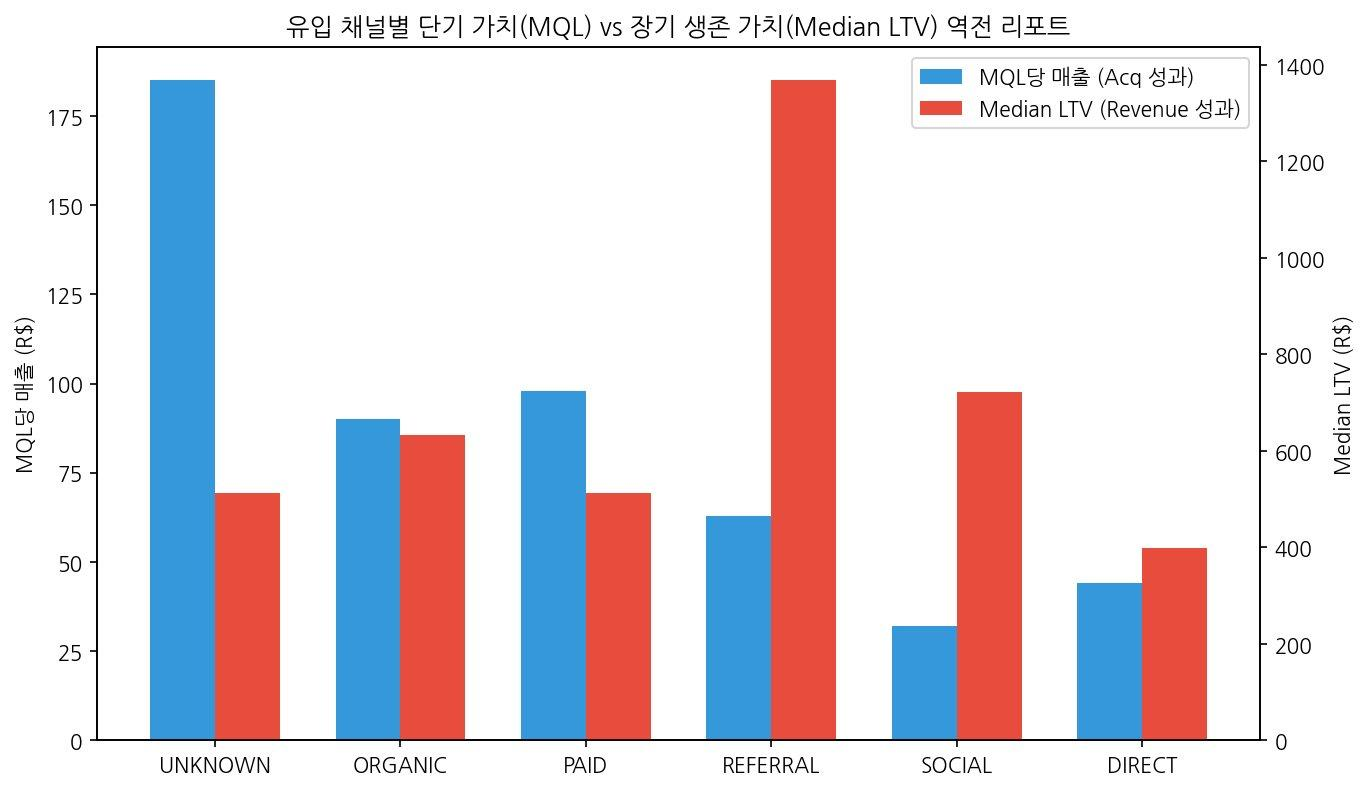 유입 채널별 단기 가치(MQL) vs 장기 생존 가치(Median LTV) 역전 리포트
MQL당 매출 (Acq 성과)
Median LTV (Revenue 성과)
MQL당 매출 (R$)
175
150
125
100
75
50
25
0
1400
1200
1000
800
600
400
200
0
Median LTV (R$)
UNKNOWN ORGANIC PAID REFERRAL SOCIAL DIRECT